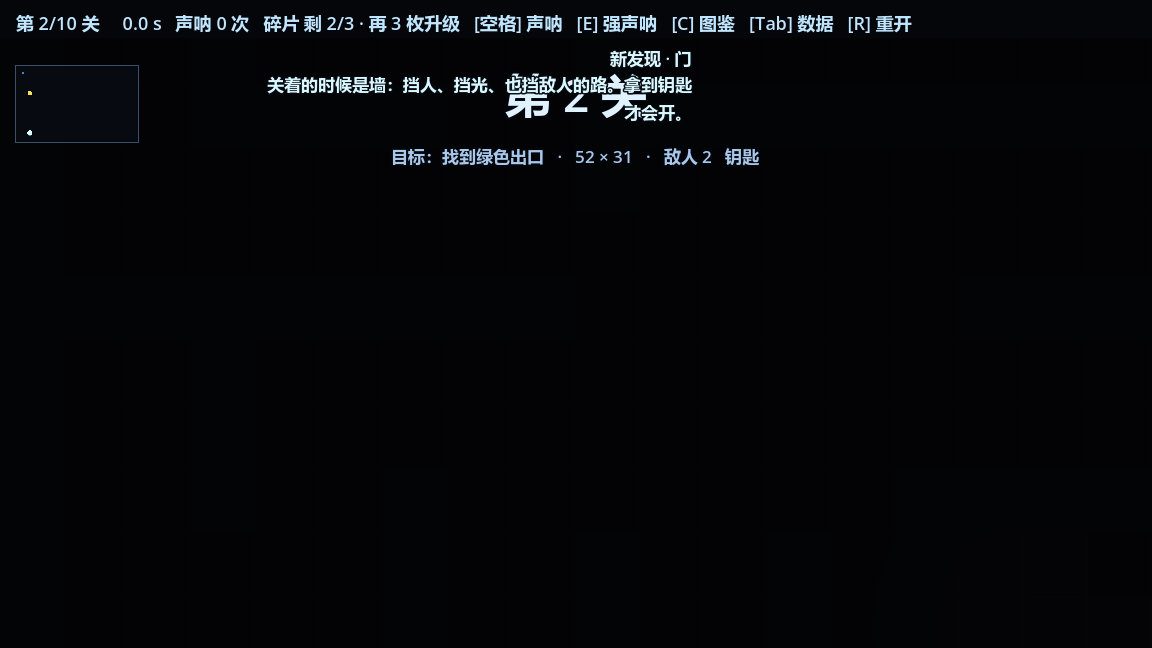 第 2/10 关 0.0 s 声呐 0 次 碎片 剩 2/3 · 再 3 枚升级 [空格] 声呐 [E] 强声呐 [C] 图鉴 [Tab] 数据 [R] 重开
新发现 · 门
关着的时候是墙：挡人、挡光、也挡敌人的路。拿到钥匙
才会开。
第 2 关
目标：找到绿色出口 · 52 × 31 · 敌人 2 钥匙